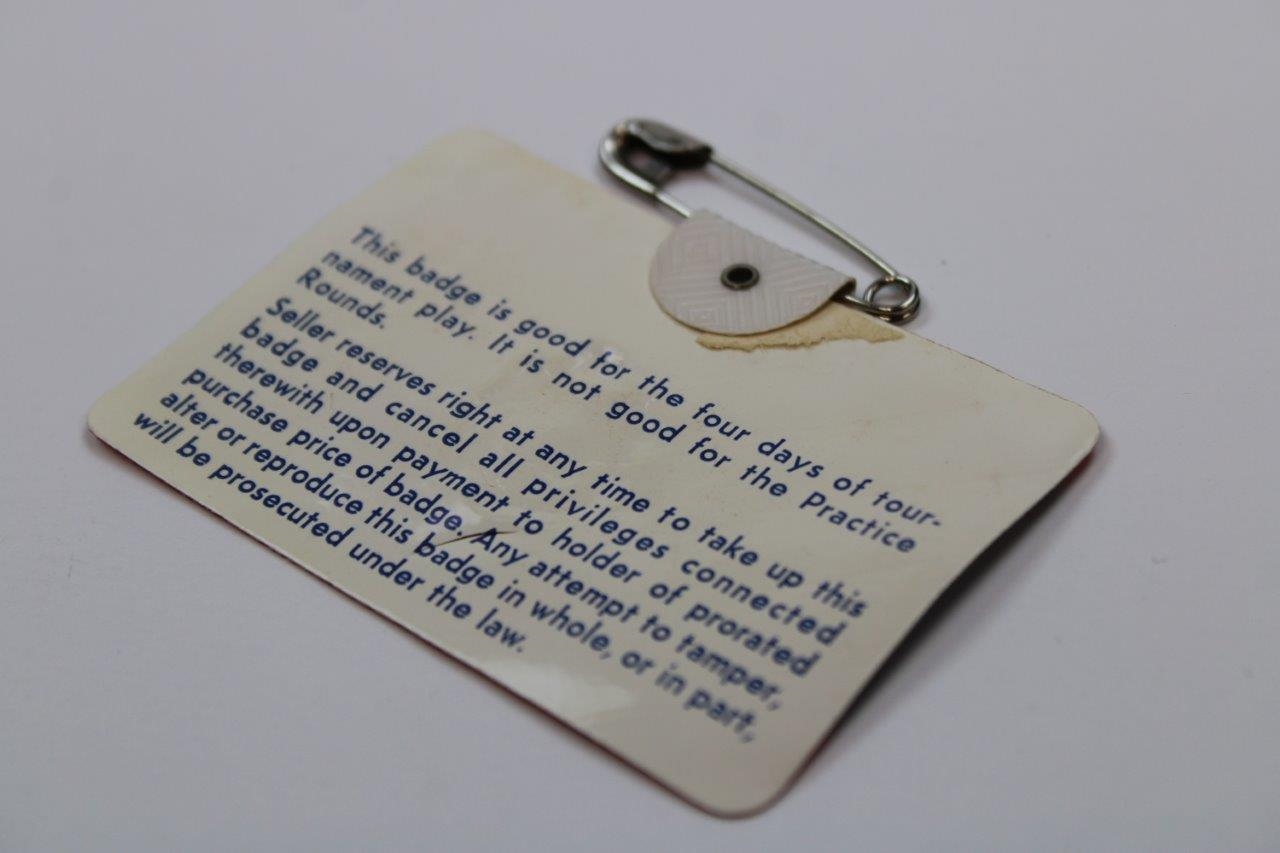 This badge is good for the four days of tour-
nament play. It is not good for the Practice
Rounds.
Seller reserves right at any time to take up this
badge and cancel all privileges connected
therewith upon payment to holder of prorated
purchase price of badge. Any attempt to tamper,
alter or reproduce this badge in whole, or in part,
will be prosecuted under the law.